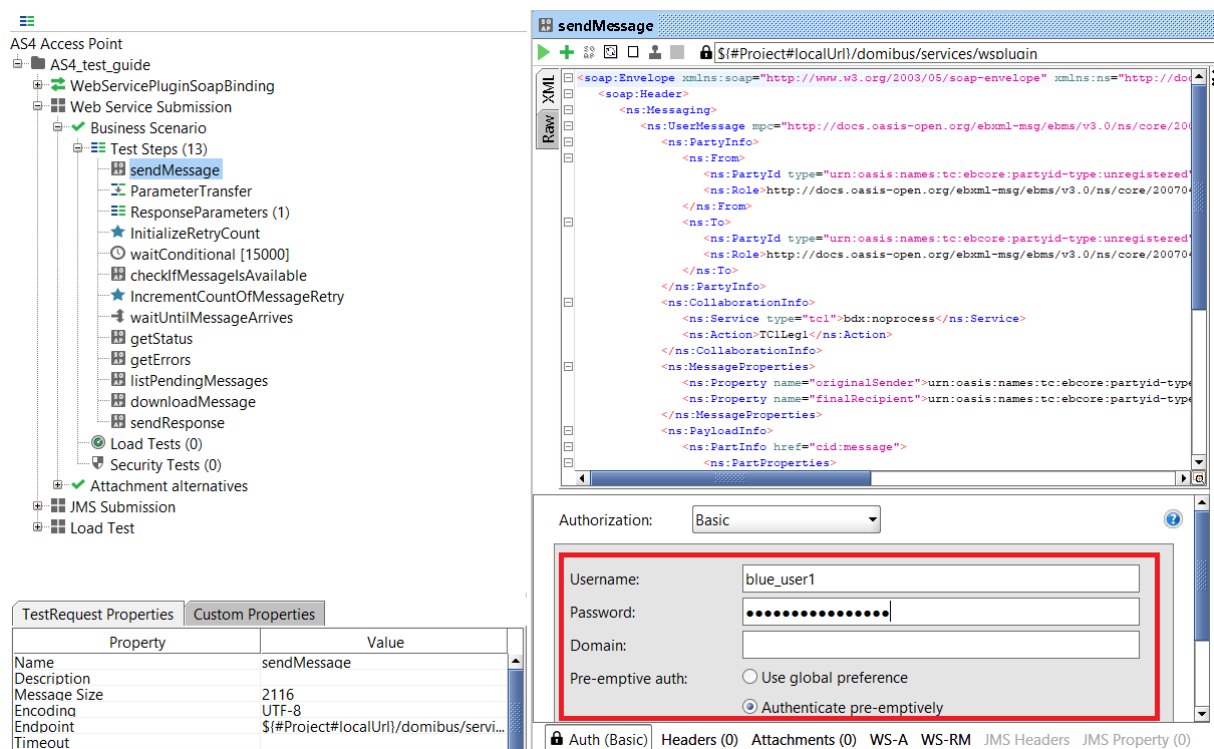 AS4 Access Point
AS4_test_guide
WebServicePluginSoapBinding
Web Service Submission
Business Scenario
Test Steps (13)
sendMessage
ParameterTransfer
ResponseParameters (1)
InitializeRetryCount
waitConditional [15000]
checkIfMessageIsAvailable
IncrementCountOfMessageRetry
waitUntilMessageArrives
getStatus
getErrors
listPendingMessages
downloadMessage
sendResponse
Load Tests (0)
Security Tests (0)
Attachment alternatives
JMS Submission
Load Test
TestRequest Properties Custom Properties
Property Value
Name sendMessage
Description
Message Size 2116
Encoding UTF-8
Endpoint ${#Project#localUrl}/domibus/servi...
Timeout
sendMessage
${#Project#localUrl}/domibus/services/wsplugin
XML
Raw
<soap:Envelope xmlns:soap="http://www.w3.org/2003/05/soap-envelope" xmlns:ns="http://do
<soap:Header>
<ns:Messaging>
<ns:UserMessage mpc="http://docs.oasis-open.org/ebxml-msg/ebms/v3.0/ns/core/200
<ns:PartyInfo>
<ns:From>
<ns:PartyId type="urn:oasis:names:tc:ebcore:partyid-type:unregistered"
<ns:Role>http://docs.oasis-open.org/ebxml-msg/ebms/v3.0/ns/core/200704
</ns:From>
<ns:To>
<ns:PartyId type="urn:oasis:names:tc:ebcore:partyid-type:unregistered"
<ns:Role>http://docs.oasis-open.org/ebxml-msg/ebms/v3.0/ns/core/200704
</ns:To>
</ns:PartyInfo>
<ns:CollaborationInfo>
<ns:Service type="tc1">bdx:noprocess</ns:Service>
<ns:Action>TC1Leg1</ns:Action>
</ns:CollaborationInfo>
<ns:MessageProperties>
<ns:Property name="originalSender">urn:oasis:names:tc:ebcore:partyid-type
<ns:Property name="finalRecipient">urn:oasis:names:tc:ebcore:partyid-type
</ns:MessageProperties>
<ns:PayloadInfo>
<ns:PartInfo href="cid:message">
<ns:PartProperties>
Authorization: Basic
Username: blue_user1
Password: ••••••••••••••••
Domain:
Pre-emptive auth: Use global preference
Authenticate pre-emptively
Auth (Basic) Headers (0) Attachments (0) WS-A WS-RM JMS Headers JMS Property (0)